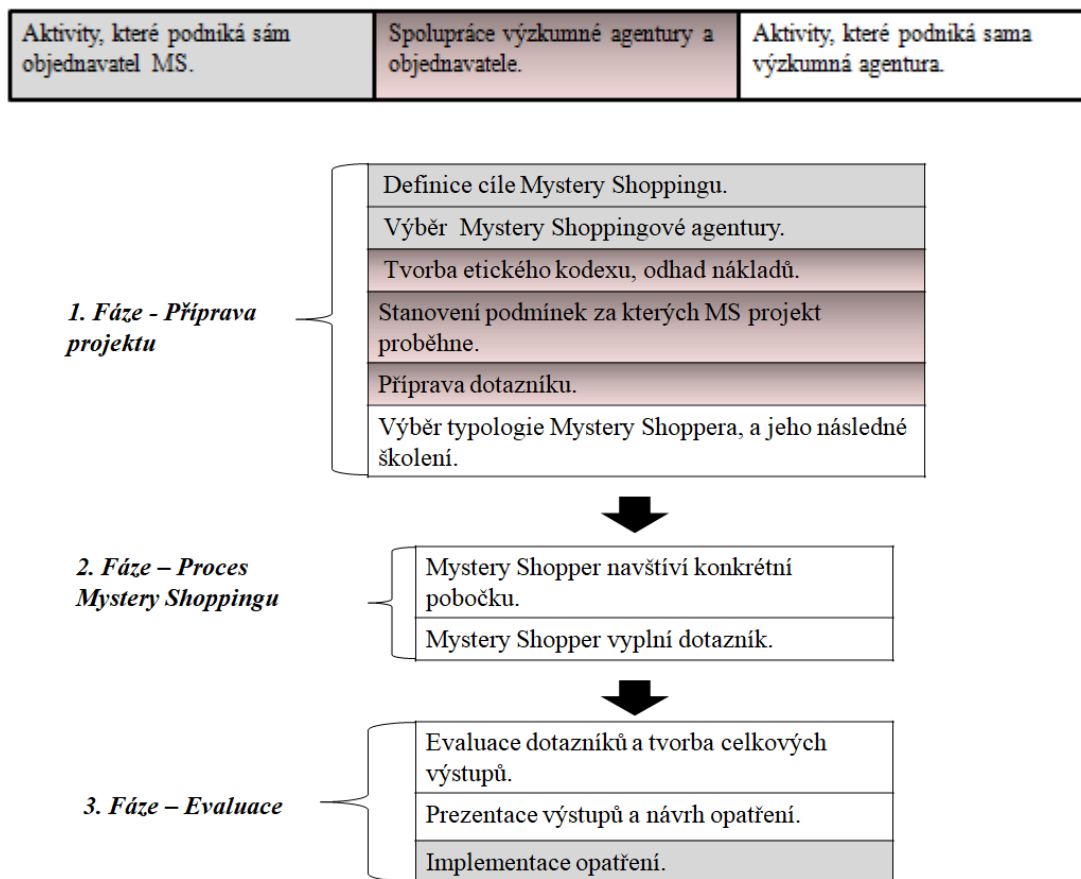 Aktivity, které podniká sám
objednavatel MS.
Spolupráce výzkumné agentury a
objednavatele.
Aktivity, které podniká sama
výzkumná agentura.
1. Fáze - Příprava
projektu
Definice cíle Mystery Shoppingu.
Výběr Mystery Shoppingové agentury.
Tvorba etického kodexu, odhad nákladů.
Stanovení podmínek za kterých MS projekt
proběhne.
Příprava dotazníku.
Výběr typologie Mystery Shoppera, a jeho následné
školení.
2. Fáze – Proces
Mystery Shoppingu
Mystery Shopper navštíví konkrétní
pobočku.
Mystery Shopper vyplní dotazník.
3. Fáze – Evaluace
Evaluace dotazníků a tvorba celkových
výstupů.
Prezentace výstupů a návrh opatření.
Implementace opatření.